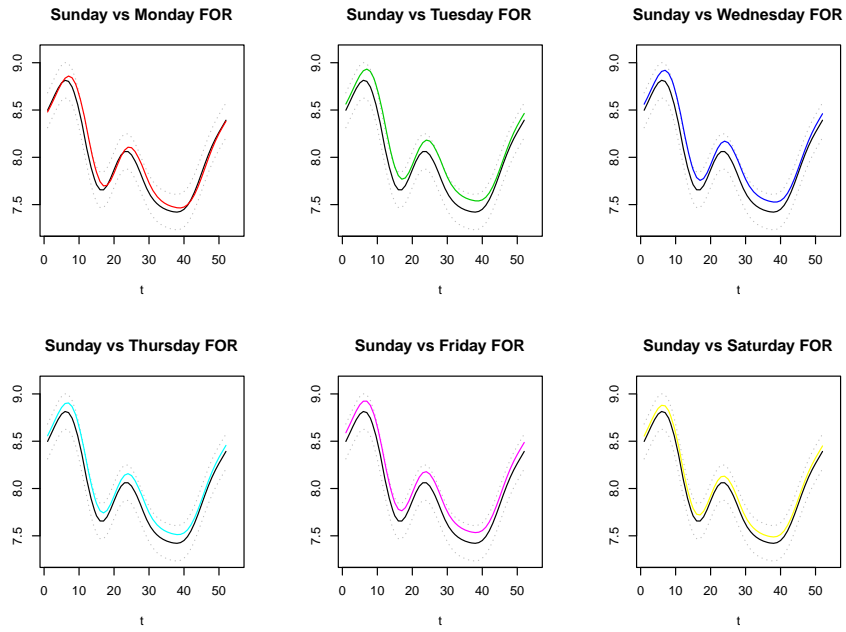 Sunday vs Monday FOR
9.0
8.5
8.0
7.5
0 10 20 30 40 50
t
Sunday vs Tuesday FOR
9.0
8.5
8.0
7.5
0 10 20 30 40 50
t
Sunday vs Wednesday FOR
9.0
8.5
8.0
7.5
0 10 20 30 40 50
t
Sunday vs Thursday FOR
9.0
8.5
8.0
7.5
0 10 20 30 40 50
t
Sunday vs Friday FOR
9.0
8.5
8.0
7.5
0 10 20 30 40 50
t
Sunday vs Saturday FOR
9.0
8.5
8.0
7.5
0 10 20 30 40 50
t